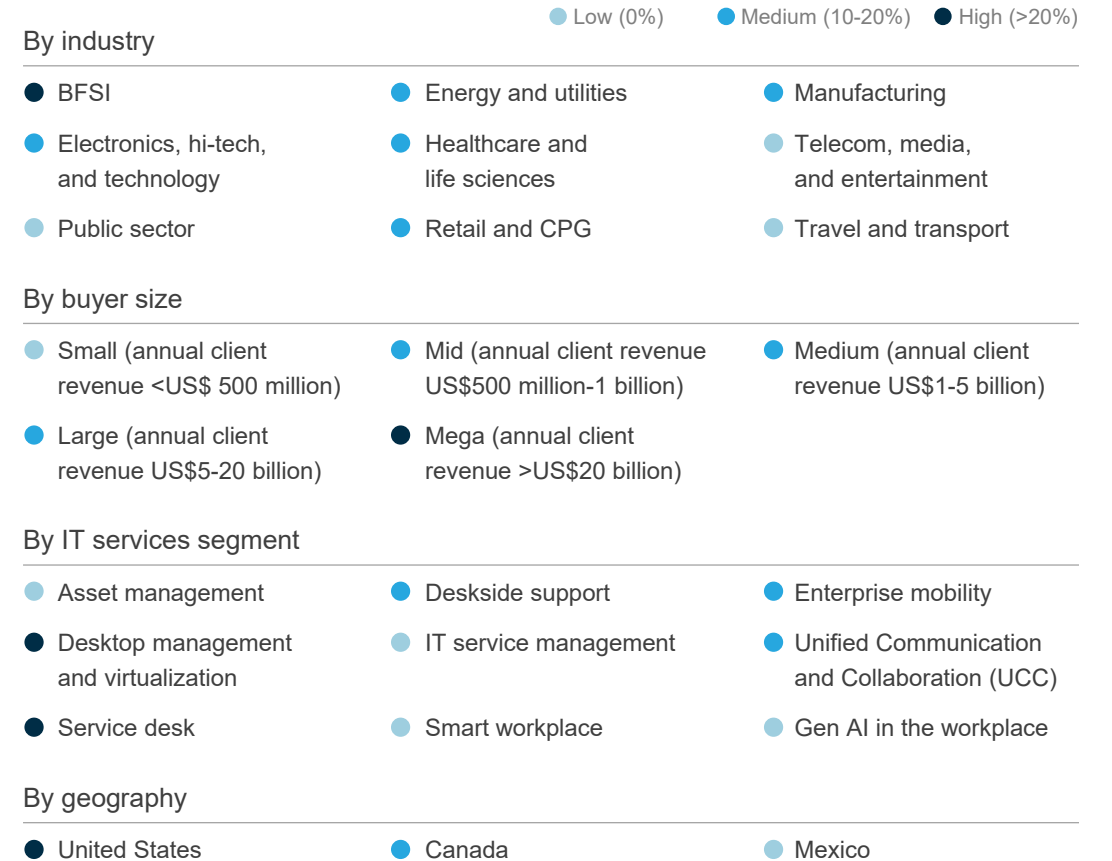 Low (0%) Medium (10-20%) High (>20%)
By industry
BFSI Energy and utilities Manufacturing
Electronics, hi-tech, Healthcare and Telecom, media,
and technology life sciences and entertainment
Public sector Retail and CPG Travel and transport
By buyer size
Small (annual client Mid (annual client revenue Medium (annual client
revenue <US$ 500 million) US$500 million-1 billion) revenue US$1-5 billion)
Large (annual client Mega (annual client
revenue US$5-20 billion) revenue >US$20 billion)
By IT services segment
Asset management Deskside support Enterprise mobility
Desktop management IT service management Unified Communication
and virtualization and Collaboration (UCC)
Service desk Smart workplace Gen AI in the workplace
By geography
United States Canada Mexico